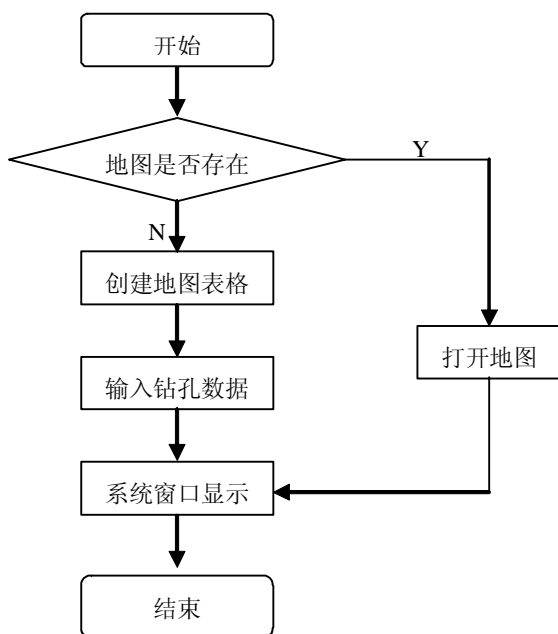 开始
地图是否存在
Y
N
创建地图表格
打开地图
输入钻孔数据
系统窗口显示
结束